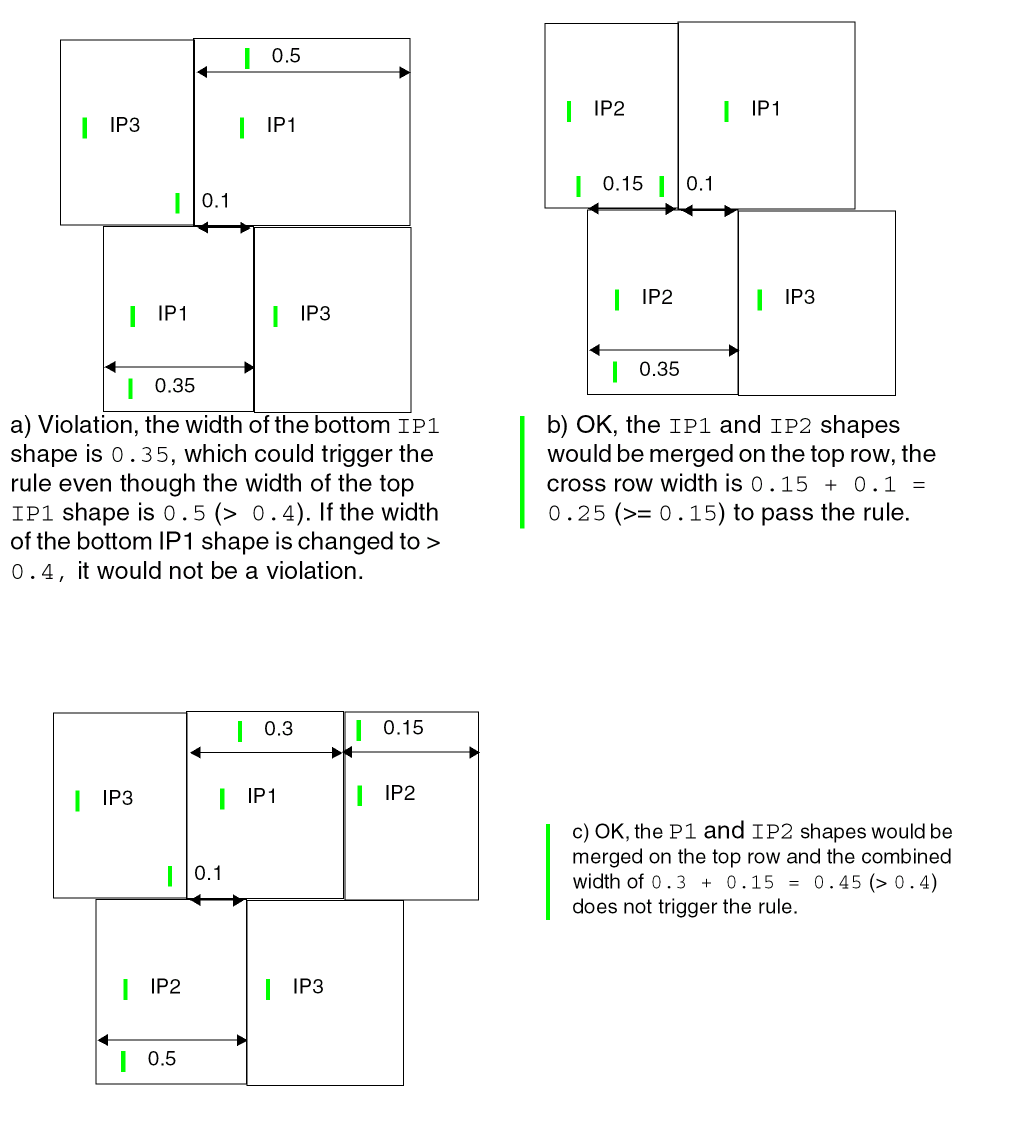 0.5
IP3
IP1
0.1
IP1
IP3
0.35
a) Violation, the width of the bottom IP1
shape is 0.35, which could trigger the
rule even though the width of the top
IP1 shape is 0.5 (> 0.4). If the width
of the bottom IP1 shape is changed to >
0.4, it would not be a violation.
IP2
IP1
0.15
0.1
IP2
IP3
0.35
b) OK, the IP1 and IP2 shapes
would be merged on the top row, the
cross row width is 0.15 + 0.1 =
0.25 (>= 0.15) to pass the rule.
0.3
0.15
IP3
IP1
IP2
0.1
IP2
IP3
0.5
c) OK, the P1 and IP2 shapes would be
merged on the top row and the combined
width of 0.3 + 0.15 = 0.45 (> 0.4)
does not trigger the rule.